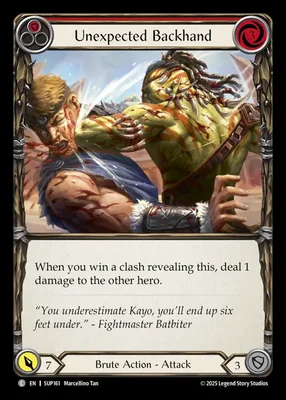 Unexpected Backhand
When you win a clash revealing this, deal 1
damage to the other hero.
“You underestimate Kayo, you’ll end up six
feet under.” - Fightmaster Batbiter
7
Brute Action - Attack
3
C EN | SUP161 Marcellino Tan
© 2025 Legend Story Studios